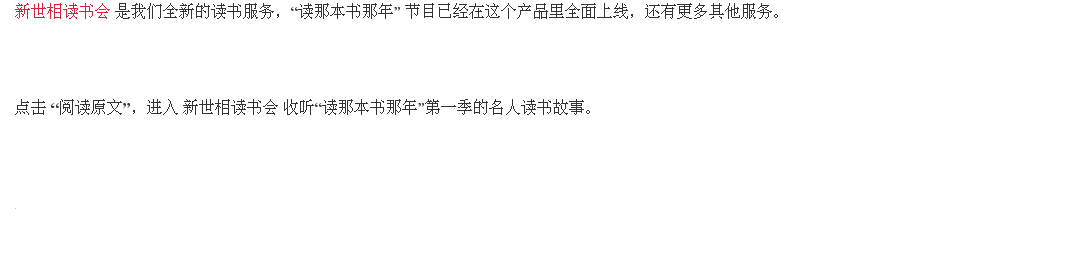 新世相读书会 是我们全新的读书服务，“读那本书那年” 节目已经在这个产品里全面上线，还有更多其他服务。
点击 “阅读原文”，进入 新世相读书会 收听“读那本书那年”第一季的名人读书故事。